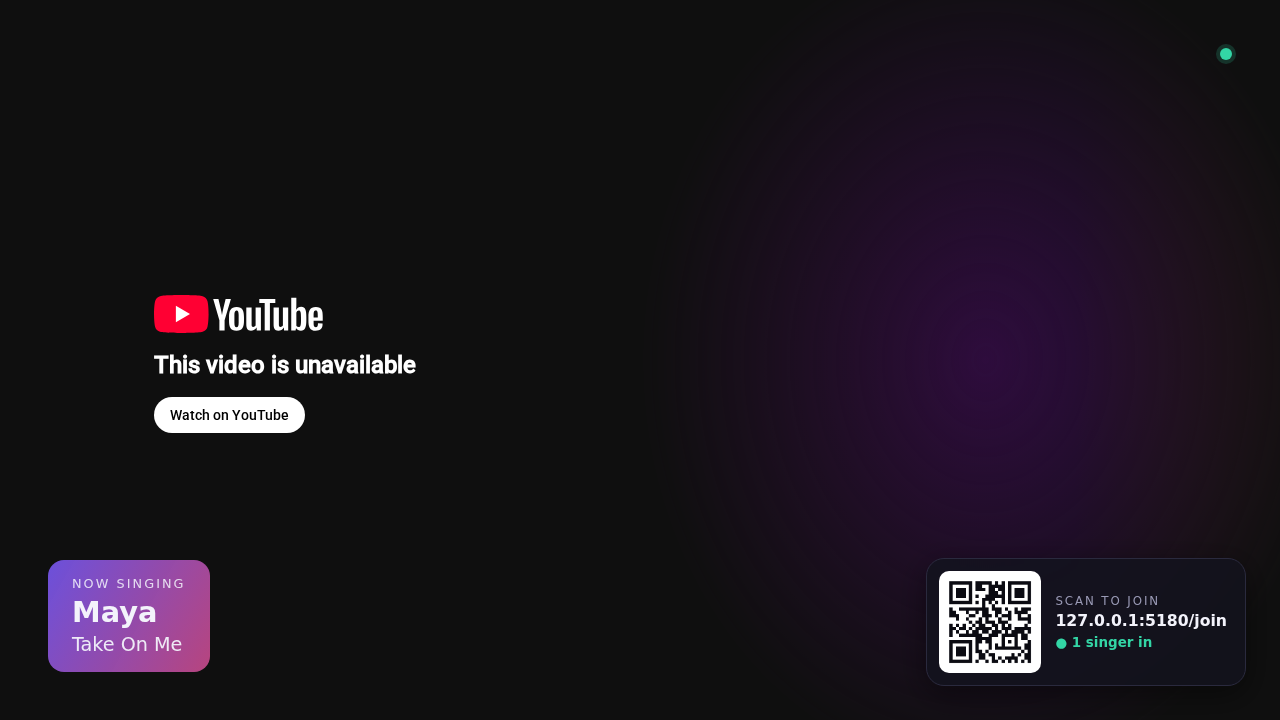 YouTube
This video is unavailable
Watch on YouTube
NOW SINGING
Maya
Take On Me
SCAN TO JOIN
127.0.0.1:5180/join
1 singer in